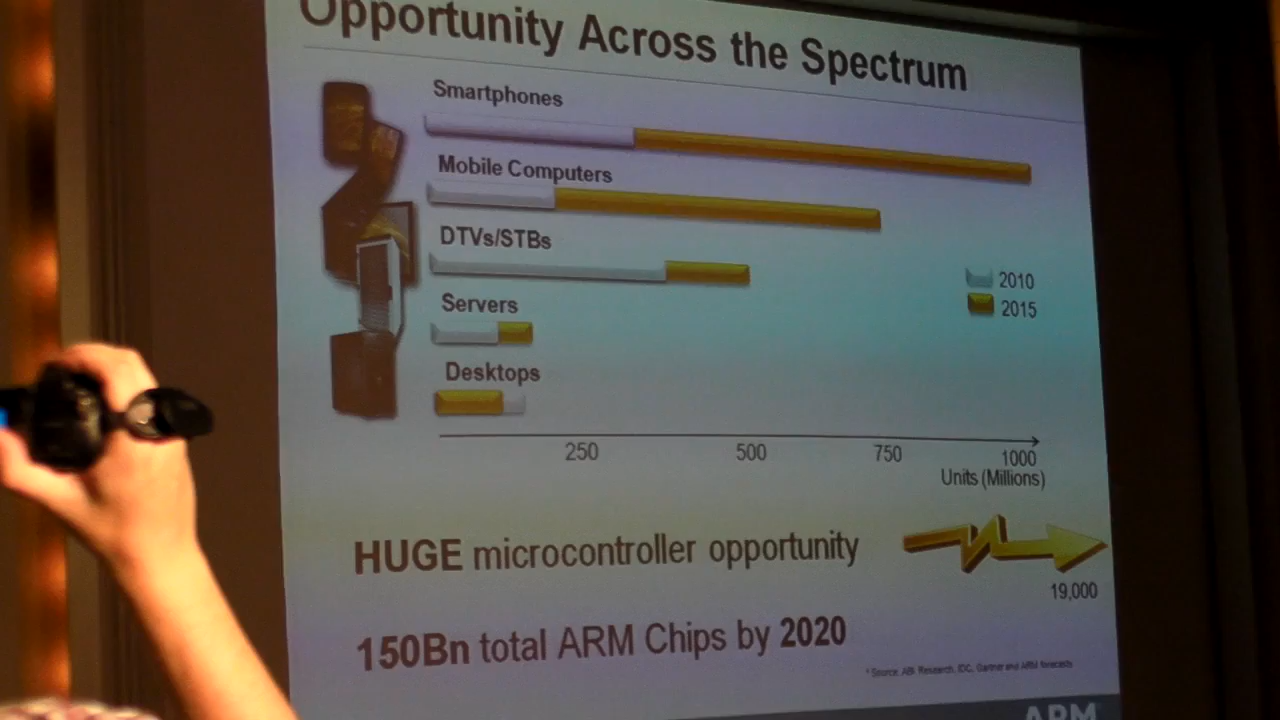 Opportunity Across the Spectrum
Smartphones
Mobile Computers
DTVs/STBs
2010
2015
Servers
Desktops
250 500 750 1000
Units (Millions)
HUGE microcontroller opportunity
19,000
150Bn total ARM Chips by 2020
* Source: ABI Research, IDC, Gartner and ARM forecasts
ARM